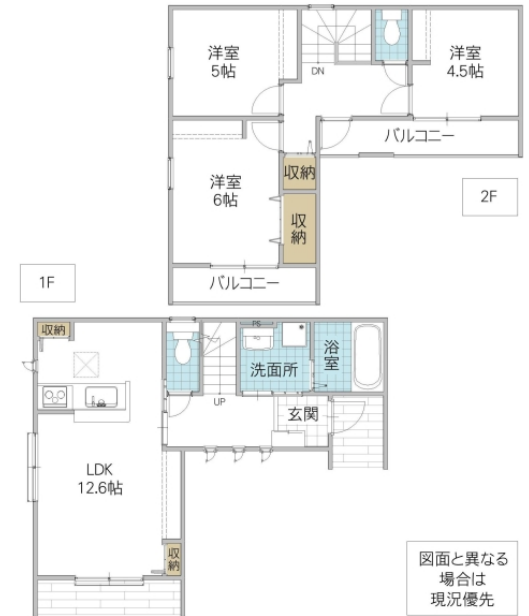 洋室
5帖
DN
洋室
4.5帖
バルコニー
洋室
6帖
収納
収
納
2F
バルコニー
1F
収納
PS
洗面所
浴
室
UP
玄関
LDK
12.6帖
収
納
図面と異なる
場合は
現況優先